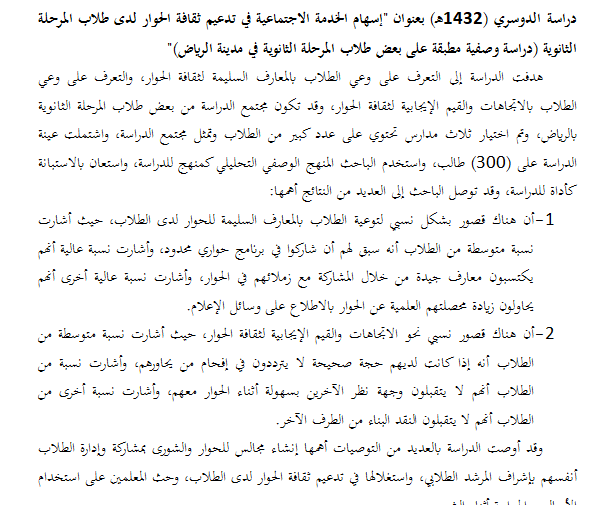 دراسة الدوسري (1432هـ) بعنوان "إسهام الخدمة الاجتماعية في تدعيم ثقافة الحوار لدى طلاب المرحلة
الثانوية (دراسة وصفية مطبقة على بعض طلاب المرحلة الثانوية في مدينة الرياض)"
هدفت الدراسة إلى التعرف على وعي الطلاب بالمعارف السليمة لثقافة الحوار، والتعرف على وعي
الطلاب بالاتجاهات والقيم الإيجابية لثقافة الحوار، وقد تكون مجتمع الدراسة من بعض طلاب المرحلة الثانوية
بالرياض، وتم اختيار ثلاث مدارس تحتوي على عدد كبير من الطلاب وتمثل مجتمع الدراسة، واشتملت عينة
الدراسة على (300) طالب، واستخدم الباحث المنهج الوصفي التحليلي كمنهج للدراسة، واستعان بالاستبانة
كأداة للدراسة، وقد توصل الباحث إلى العديد من النتائج أهمها:
1-أن هناك قصور بشكل نسبي لتوعية الطلاب بالمعارف السليمة للحوار لدى الطلاب، حيث أشارت
نسبة متوسطة من الطلاب أنه سبق لهم أن شاركوا في برنامج حواري محدود، وأشارت نسبة عالية أنهم
يكتسبون معارف جيدة من خلال المشاركة مع زملائهم في الحوار، وأشارت نسبة عالية أخرى أنهم
يحاولون زيادة محصلتهم العلمية عن الحوار بالاطلاع على وسائل الإعلام.
2-أن هناك قصور نسبي نحو الاتجاهات والقيم الإيجابية لثقافة الحوار، حيث أشارت نسبة متوسطة من
الطلاب أنه إذا كانت لديهم حجة صحيحة لا يترددون في إفحام من يحاورهم، وأشارت نسبة من
الطلاب أنهم لا يتقبلون وجهة نظر الآخرين بسهولة أثناء الحوار معهم، وأشارت نسبة أخرى من
الطلاب أنهم لا يتقبلون النقد البناء من الطرف الآخر.
وقد أوصت الدراسة بالعديد من التوصيات أهمها إنشاء مجالس للحوار والشورى بمشاركة وإدارة الطلاب
أنفسهم بإشراف المرشد الطلابي، واستغلالها في تدعيم ثقافة الحوار لدى الطلاب، وحث المعلمين على استخدام